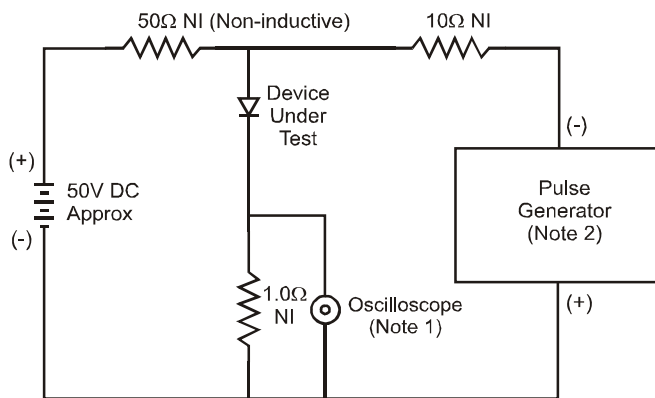 50Ω NI (Non-inductive)
10Ω NI
Device
Under
Test
(+)
50V DC
Approx
(-)
(-)
Pulse
Generator
(Note 2)
(+)
1.0Ω
NI
Oscilloscope
(Note 1)